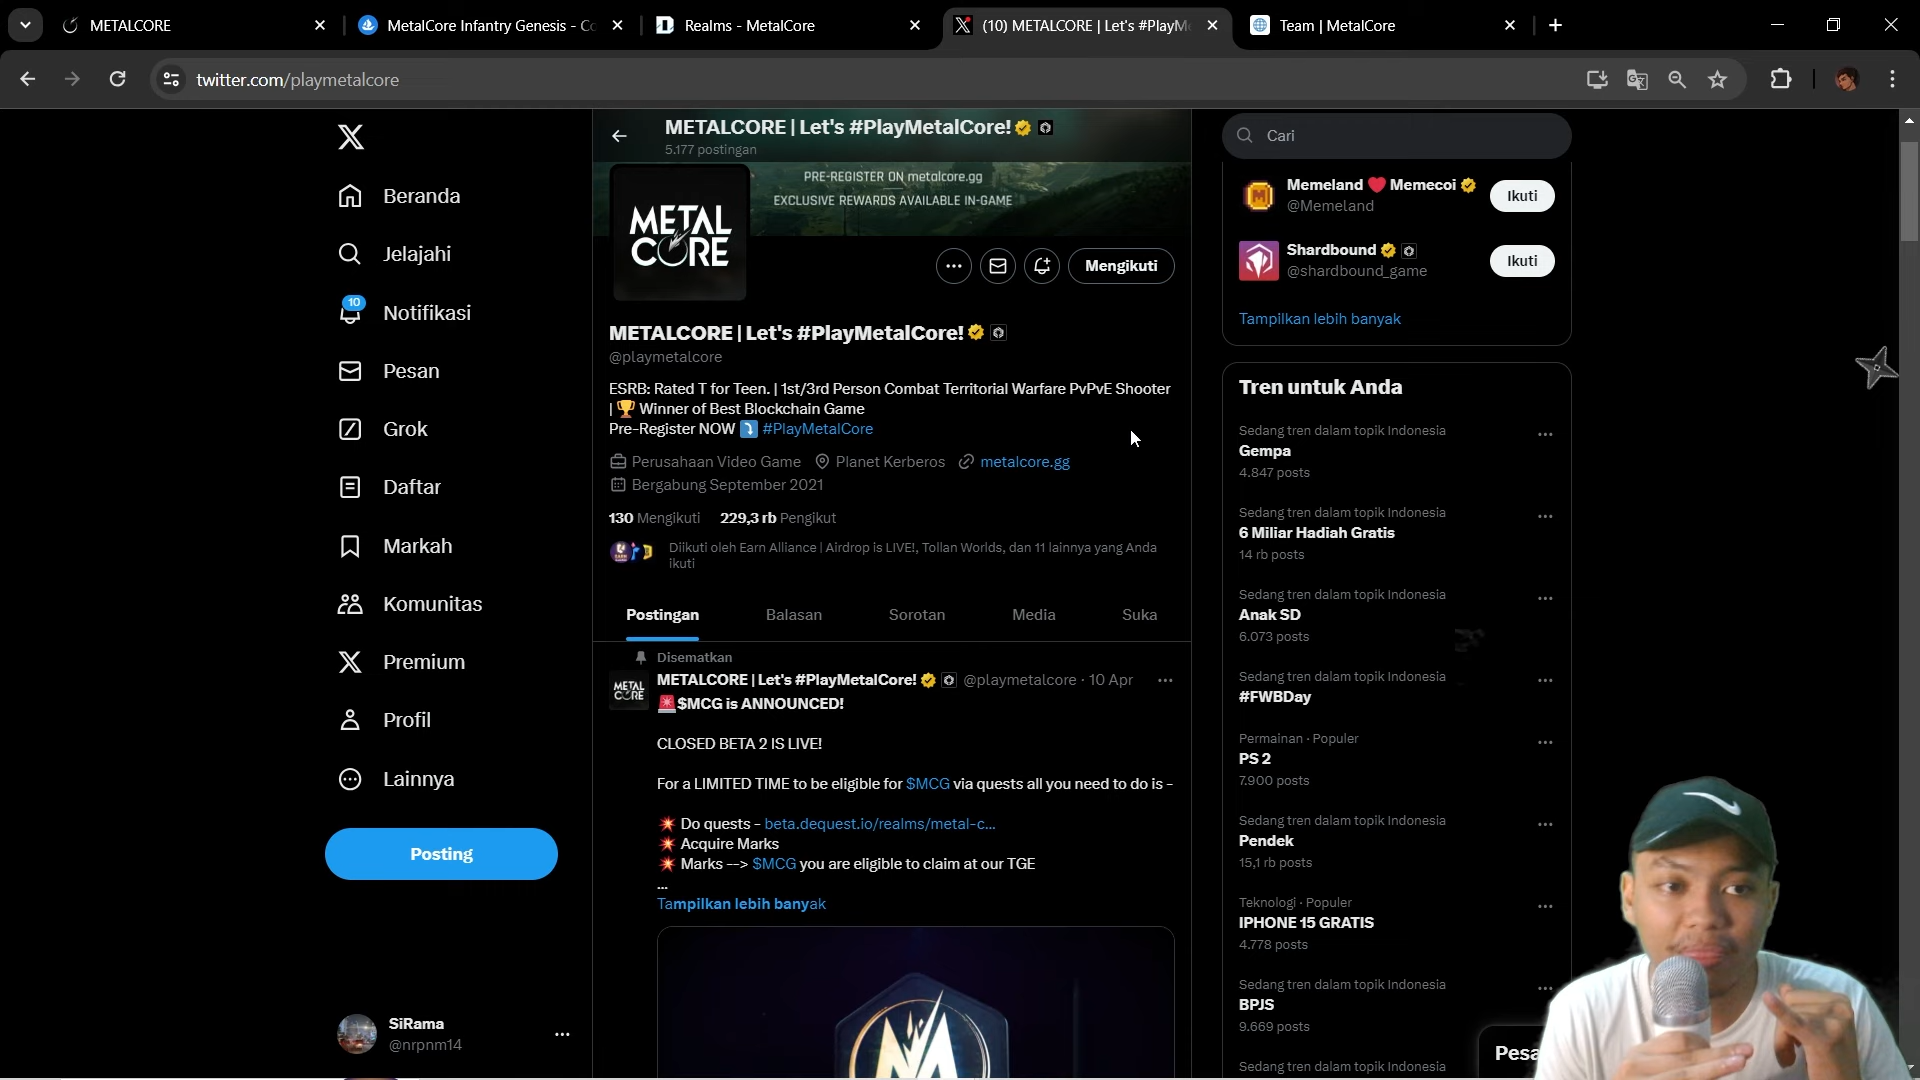 METALCORE
MetalCore Infantry Genesis - Co
Realms - MetalCore
(10) METALCORE | Let's #PlayMe
Team | MetalCore
twitter.com/playmetalcore
METALCORE | Let's #PlayMetalCore!
5.177 postingan
PRE-REGISTER ON metalcore.gg
EXCLUSIVE REWARDS AVAILABLE IN-GAME
METAL
CORE
Mengikuti
METALCORE | Let's #PlayMetalCore!
@playmetalcore
ESRB: Rated T for Teen. | 1st/3rd Person Combat Territorial Warfare PvPvE Shooter
| 🏆 Winner of Best Blockchain Game
Pre-Register NOW ⤵️ #PlayMetalCore
Perusahaan Video Game Planet Kerberos metalcore.gg
Bergabung September 2021
130 Mengikuti 229,3 rb Pengikut
Diikuti oleh Earn Alliance | Airdrop is LIVE!, Tollan Worlds, dan 11 lainnya yang Anda
ikuti
Postingan Balasan Sorotan Media Suka
Disematkan
METAL
CORE
METALCORE | Let's #PlayMetalCore! @playmetalcore · 10 Apr
🚨$MCG is ANNOUNCED!
CLOSED BETA 2 IS LIVE!
For a LIMITED TIME to be eligible for $MCG via quests all you need to do is -
💥 Do quests - beta.dequest.io/realms/metal-c...
💥 Acquire Marks
💥 Marks --> $MCG you are eligible to claim at our TGE
...
Tampilkan lebih banyak
Beranda
Jelajahi
10
Notifikasi
Pesan
Grok
Daftar
Markah
Komunitas
Premium
Profil
Lainnya
Posting
SiRama
@nrpnm14
Cari
Memeland ❤️ Memecoi
@Memeland
Ikuti
Shardbound
@shardbound_game
Ikuti
Tampilkan lebih banyak
Tren untuk Anda
Sedang tren dalam topik Indonesia
Gempa
4.847 posts
Sedang tren dalam topik Indonesia
6 Miliar Hadiah Gratis
14 rb posts
Sedang tren dalam topik Indonesia
Anak SD
6.073 posts
Sedang tren dalam topik Indonesia
#FWBDay
Permainan · Populer
PS 2
7.900 posts
Sedang tren dalam topik Indonesia
Pendek
15,1 rb posts
Teknologi · Populer
IPHONE 15 GRATIS
4.778 posts
Sedang tren dalam topik Indonesia
BPJS
9.669 posts
Sedang tren dalam topik Indonesia
Pesa